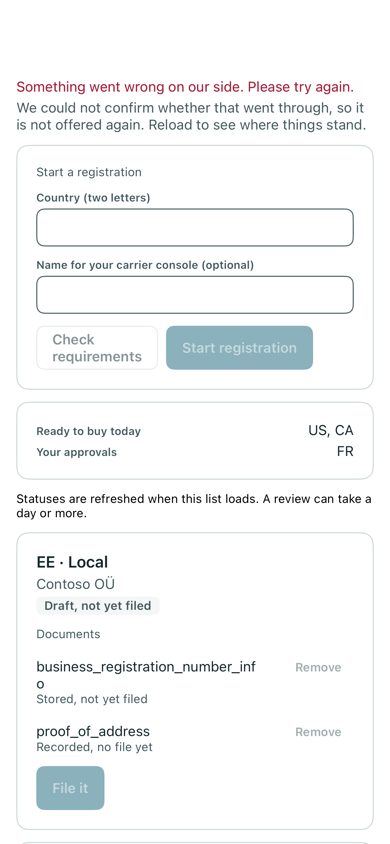 Something went wrong on our side. Please try again.
We could not confirm whether that went through, so it
is not offered again. Reload to see where things stand.
Start a registration
Country (two letters)
Name for your carrier console (optional)
Check
requirements
Start registration
Ready to buy today
US, CA
Your approvals
FR
Statuses are refreshed when this list loads. A review can take a
day or more.
EE · Local
Contoso OÜ
Draft, not yet filed
Documents
business_registration_number_inf
o
Remove
Stored, not yet filed
proof_of_address
Remove
Recorded, no file yet
File it